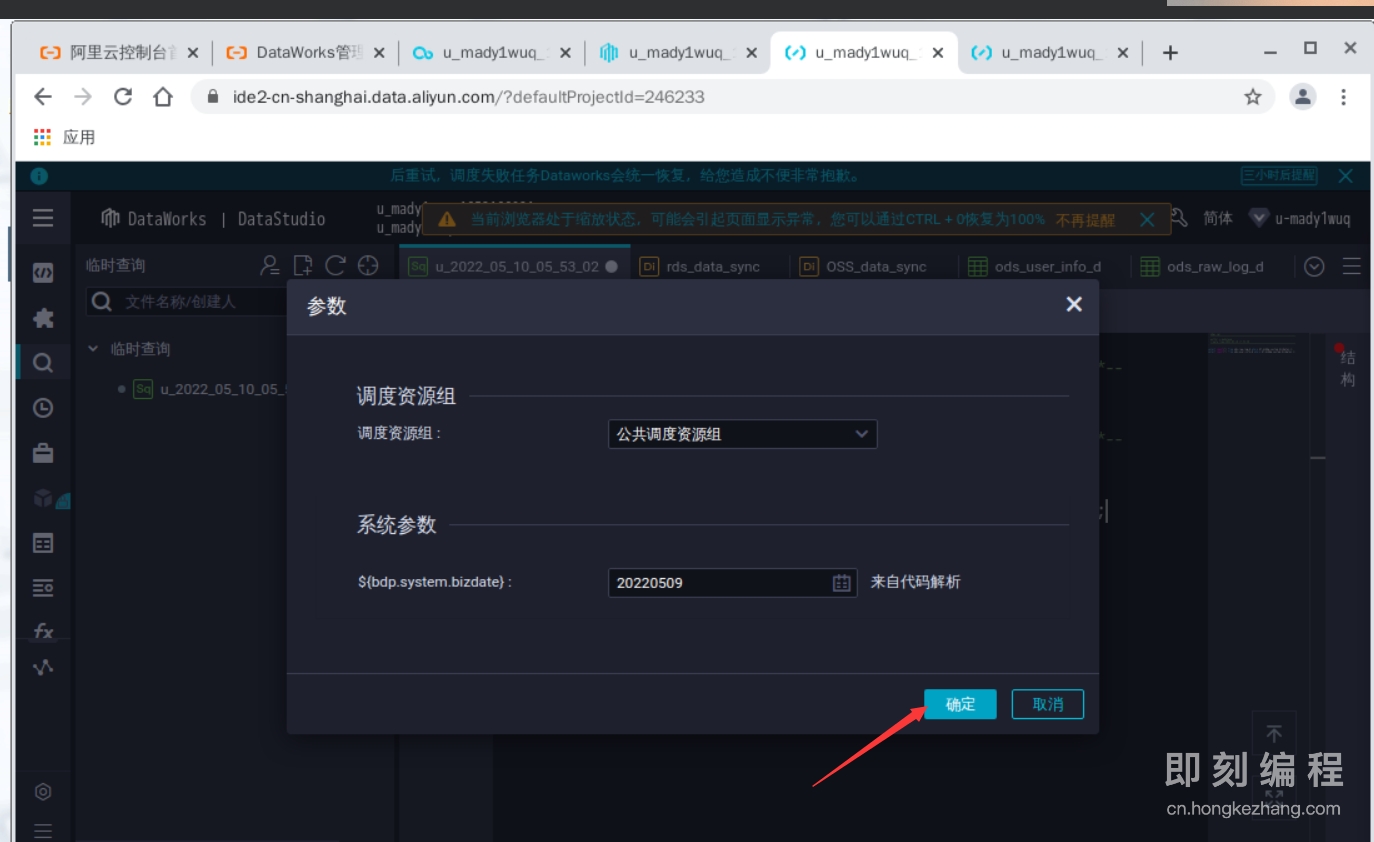 阿里云控制台首
DataWorks管理
u_mady1wuq_
u_mady1wuq_
u_mady1wuq_
u_mady1wuq_
ide2-cn-shanghai.data.aliyun.com/?defaultProjectId=246233
应用
后重试，调度失败任务Dataworks会统一恢复，给您造成不便非常抱歉。
三小时后提醒
DataWorks | DataStudio
u_mady
u_mady
当前浏览器处于缩放状态，可能会引起页面显示异常，您可以通过CTRL + 0恢复为100% 不再提醒
简体
u-mady1wuq
临时查询
Sq u_2022_05_10_05_53_02
Di rds_data_sync
Di OSS_data_sync
ods_user_info_d
ods_raw_log_d
文件名称/创建人
参数
临时查询
Sq u_2022_05_10_05_5
结构
调度资源组
调度资源组 :
公共调度资源组
系统参数
${bdp.system.bizdate} :
20220509
来自代码解析
fx
确定
取消
即刻编程
cn.hongkezhang.com